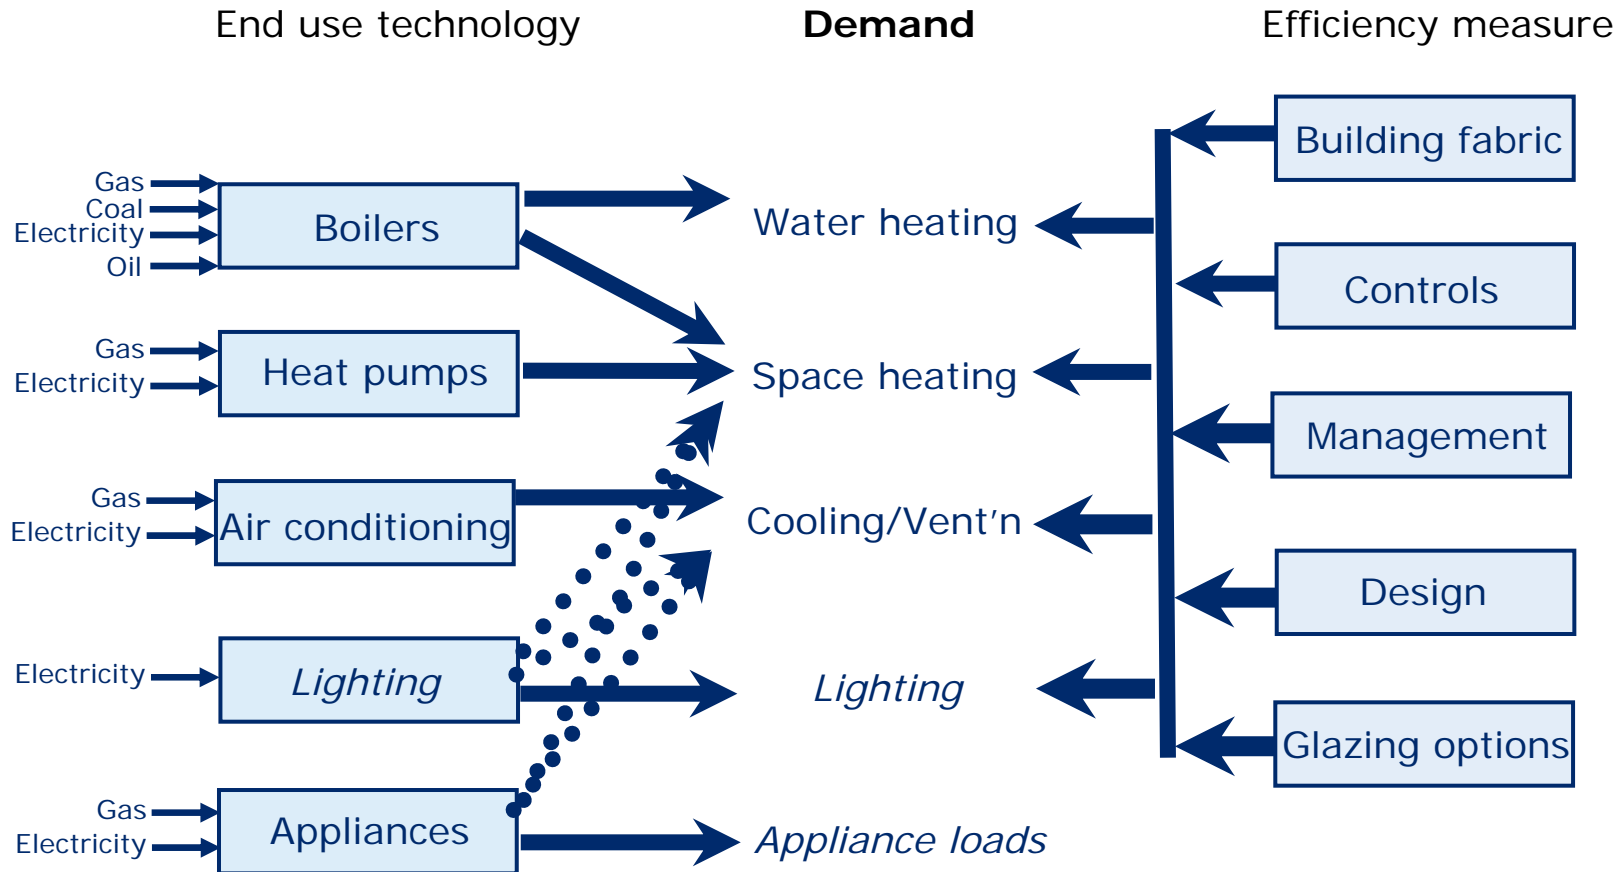 End use technology
Demand
Efficiency measure
Gas
Coal
Electricity
Oil
Boilers
Gas
Electricity
Heat pumps
Gas
Electricity
Air conditioning
Electricity
Lighting
Gas
Electricity
Appliances
Water heating
Space heating
Cooling/Vent'n
Lighting
Appliance loads
Building fabric
Controls
Management
Design
Glazing options